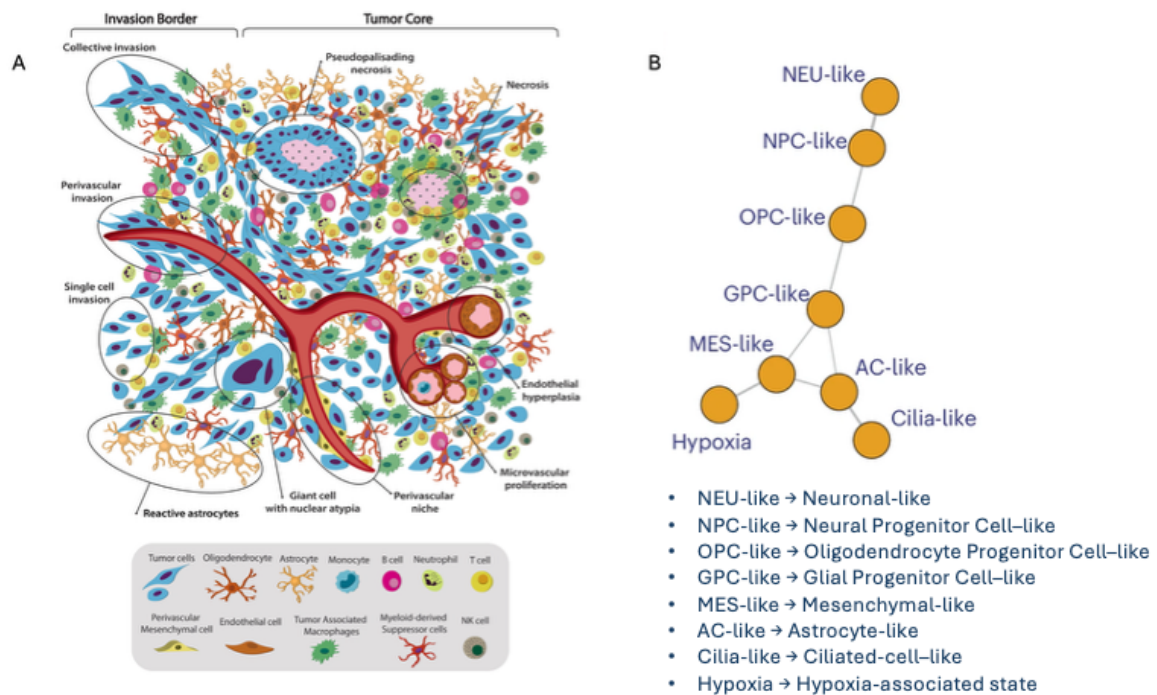 Invasion Border
Tumor Core
A
Collective invasion
Pseudopalisading
necrosis
Necrosis
Perivascular
invasion
Single cell
invasion
Endothelial
hyperplasia
Microvascular
proliferation
Reactive astrocytes
Giant cell
with nuclear atypia
Perivascular
niche
Tumor cells
Oligodendrocyte
Astrocyte
Monocyte
B cell
Neutrophil
T cell
Perivascular
Mesenchymal cell
Endothelial cell
Tumor Associated
Macrophages
Myeloid-derived
Suppressor cells
NK cell
B
NEU-like
NPC-like
OPC-like
GPC-like
MES-like
AC-like
Cilia-like
Hypoxia
• NEU-like → Neuronal-like
• NPC-like → Neural Progenitor Cell–like
• OPC-like → Oligodendrocyte Progenitor Cell–like
• GPC-like → Glial Progenitor Cell–like
• MES-like → Mesenchymal-like
• AC-like → Astrocyte-like
• Cilia-like → Ciliated-cell–like
• Hypoxia → Hypoxia-associated state